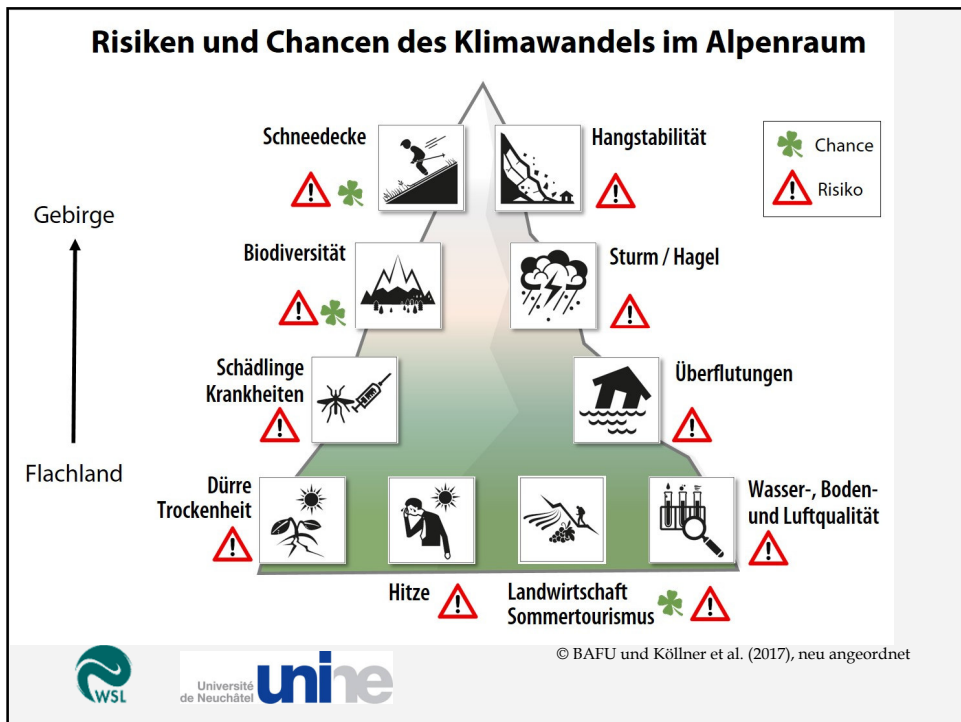 Risiken und Chancen des Klimawandels im Alpenraum
Schneedecke
Hangstabilität
Chance
Risiko
Gebirge
Biodiversität
Sturm / Hagel
Schädlinge
Krankheiten
Überflutungen
Flachland
Dürre
Trockenheit
Wasser-, Boden-
und Luftqualität
Hitze
Landwirtschaft
Sommertourismus
© BAFU und Köllner et al. (2017), neu angeordnet
WSL
Université
de Neuchâtel
unine